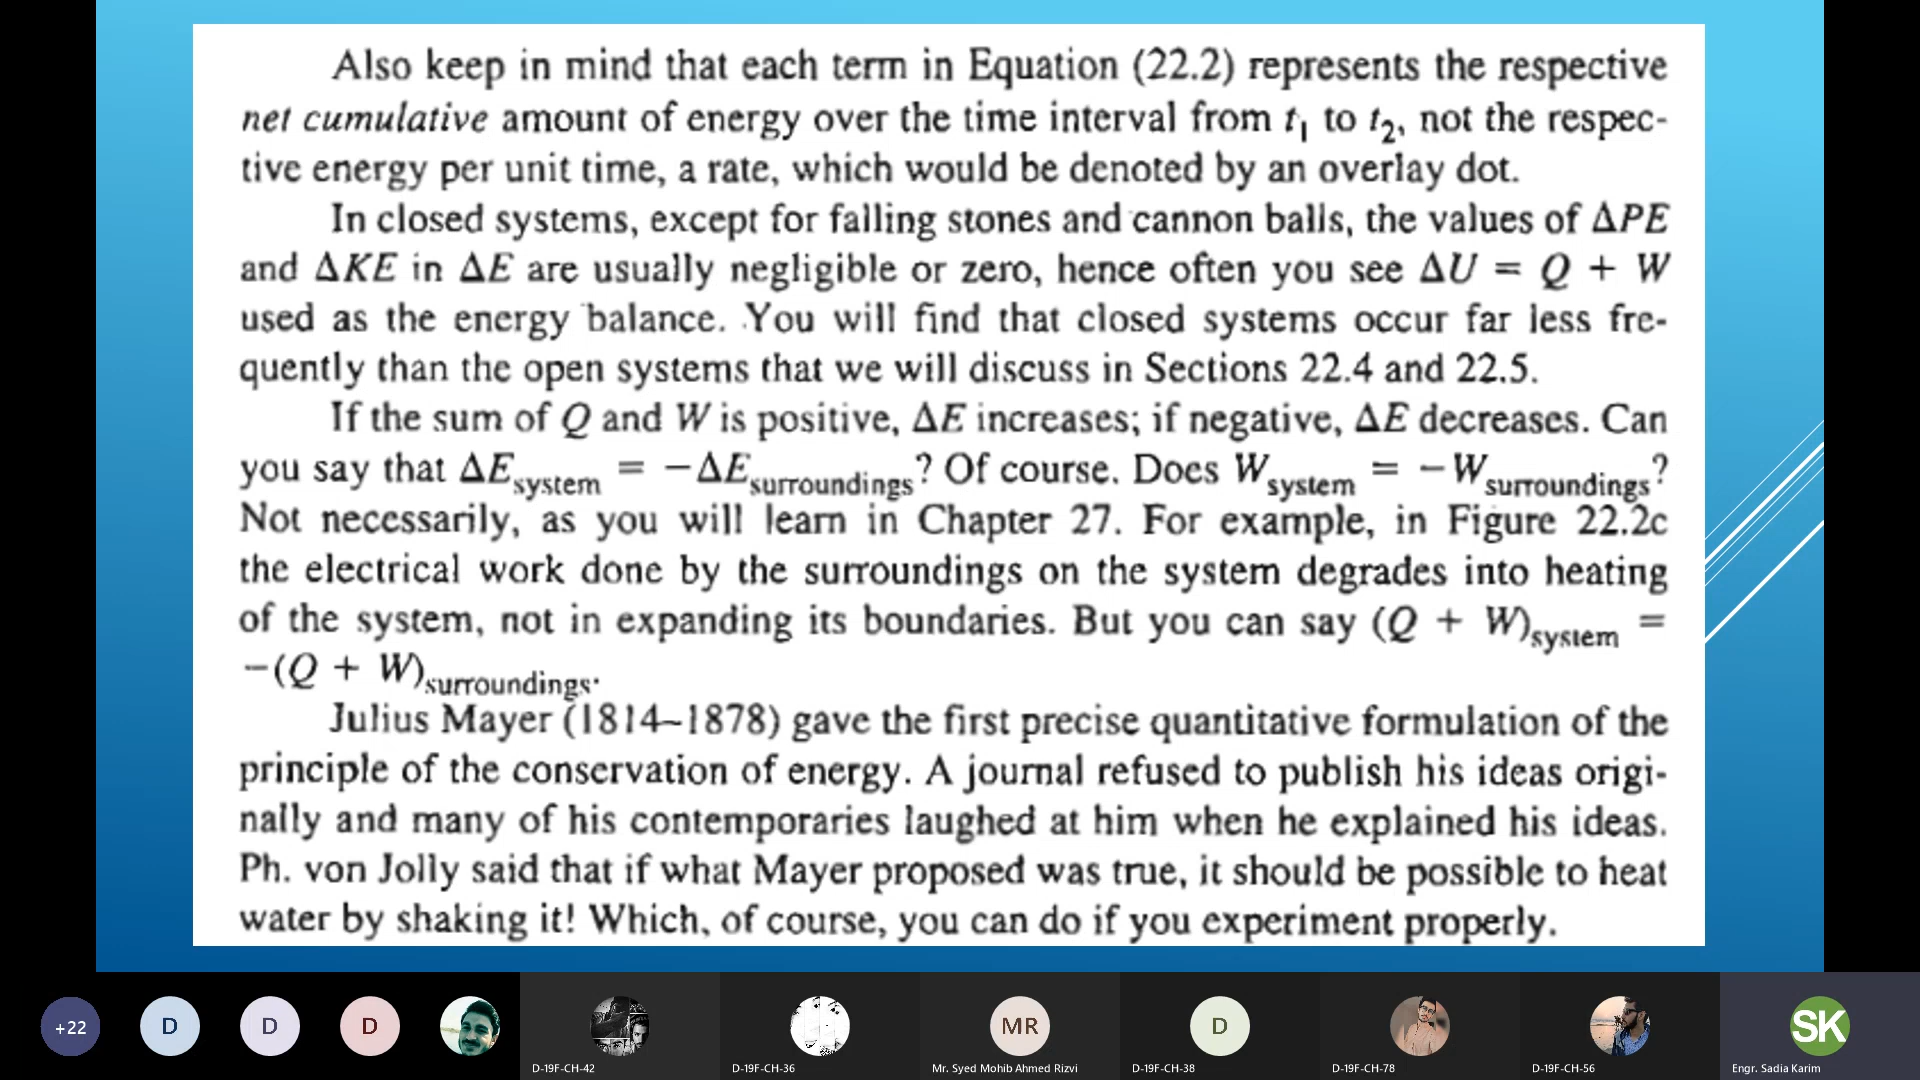 Also keep in mind that each term in Equation (22.2) represents the respective
net cumulative amount of energy over the time interval from t₁ to t₂, not the respec-
tive energy per unit time, a rate, which would be denoted by an overlay dot.
In closed systems, except for falling stones and cannon balls, the values of ΔPE
and ΔKE in ΔE are usually negligible or zero, hence often you see ΔU = Q + W
used as the energy balance. You will find that closed systems occur far less fre-
quently than the open systems that we will discuss in Sections 22.4 and 22.5.
If the sum of Q and W is positive, ΔE increases; if negative, ΔE decreases. Can
you say that ΔEsystem = −ΔEsurroundings? Of course. Does Wsystem = −Wsurroundings?
Not necessarily, as you will learn in Chapter 27. For example, in Figure 22.2c
the electrical work done by the surroundings on the system degrades into heating
of the system, not in expanding its boundaries. But you can say (Q + W)system =
−(Q + W)surroundings.
Julius Mayer (1814–1878) gave the first precise quantitative formulation of the
principle of the conservation of energy. A journal refused to publish his ideas origi-
nally and many of his contemporaries laughed at him when he explained his ideas.
Ph. von Jolly said that if what Mayer proposed was true, it should be possible to heat
water by shaking it! Which, of course, you can do if you experiment properly.
+22 D D D MR D SK
D-19F-CH-42 D-19F-CH-36 Mr. Syed Mohib Ahmed Rizvi D-19F-CH-38 D-19F-CH-78 D-19F-CH-56 Engr. Sadia Karim